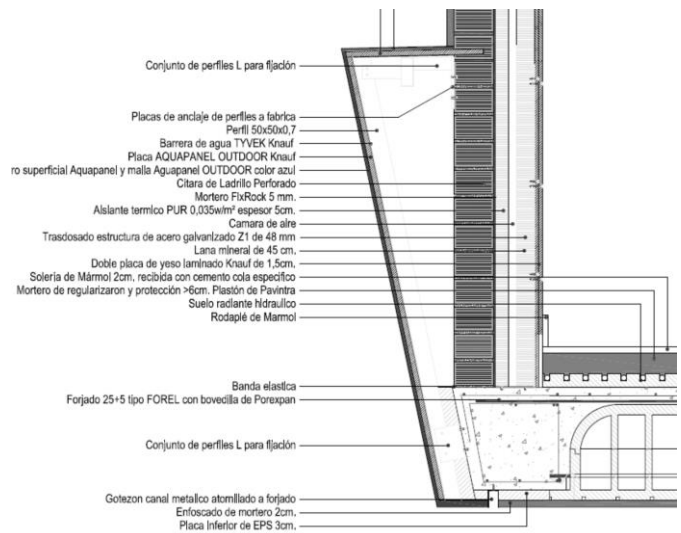 Conjunto de perfiles L para fijación
Placas de anclaje de perfiles a fabrica
Perfil 50x50x0,7
Barrera de agua TYVEK Knauf
Placa AQUAPANEL OUTDOOR Knauf
ro superficial Aquapanel y malla Aguapanel OUTDOOR color azul
Citara de Ladrillo Perforado
Mortero FixRock 5 mm.
Aislante termico PUR 0,035w/m² espesor 5cm.
Camara de aire
Trasdosado estructura de acero galvanizado Z1 de 48 mm
Lana mineral de 45 cm.
Doble placa de yeso laminado Knauf de 1,5cm.
Soleria de Mármol 2cm. recibida con cemento cola especifico
Mortero de regularizaron y protección >6cm. Plastón de Pavintra
Suelo radiante hidraulico
Rodaplé de Marmol
Banda elastica
Forjado 25+5 tipo FOREL con bovedilla de Porexpan
Conjunto de perfiles L para fijación
Gotezon canal metalico atornillado a forjado
Enfoscado de mortero 2cm.
Placa inferior de EPS 3cm.